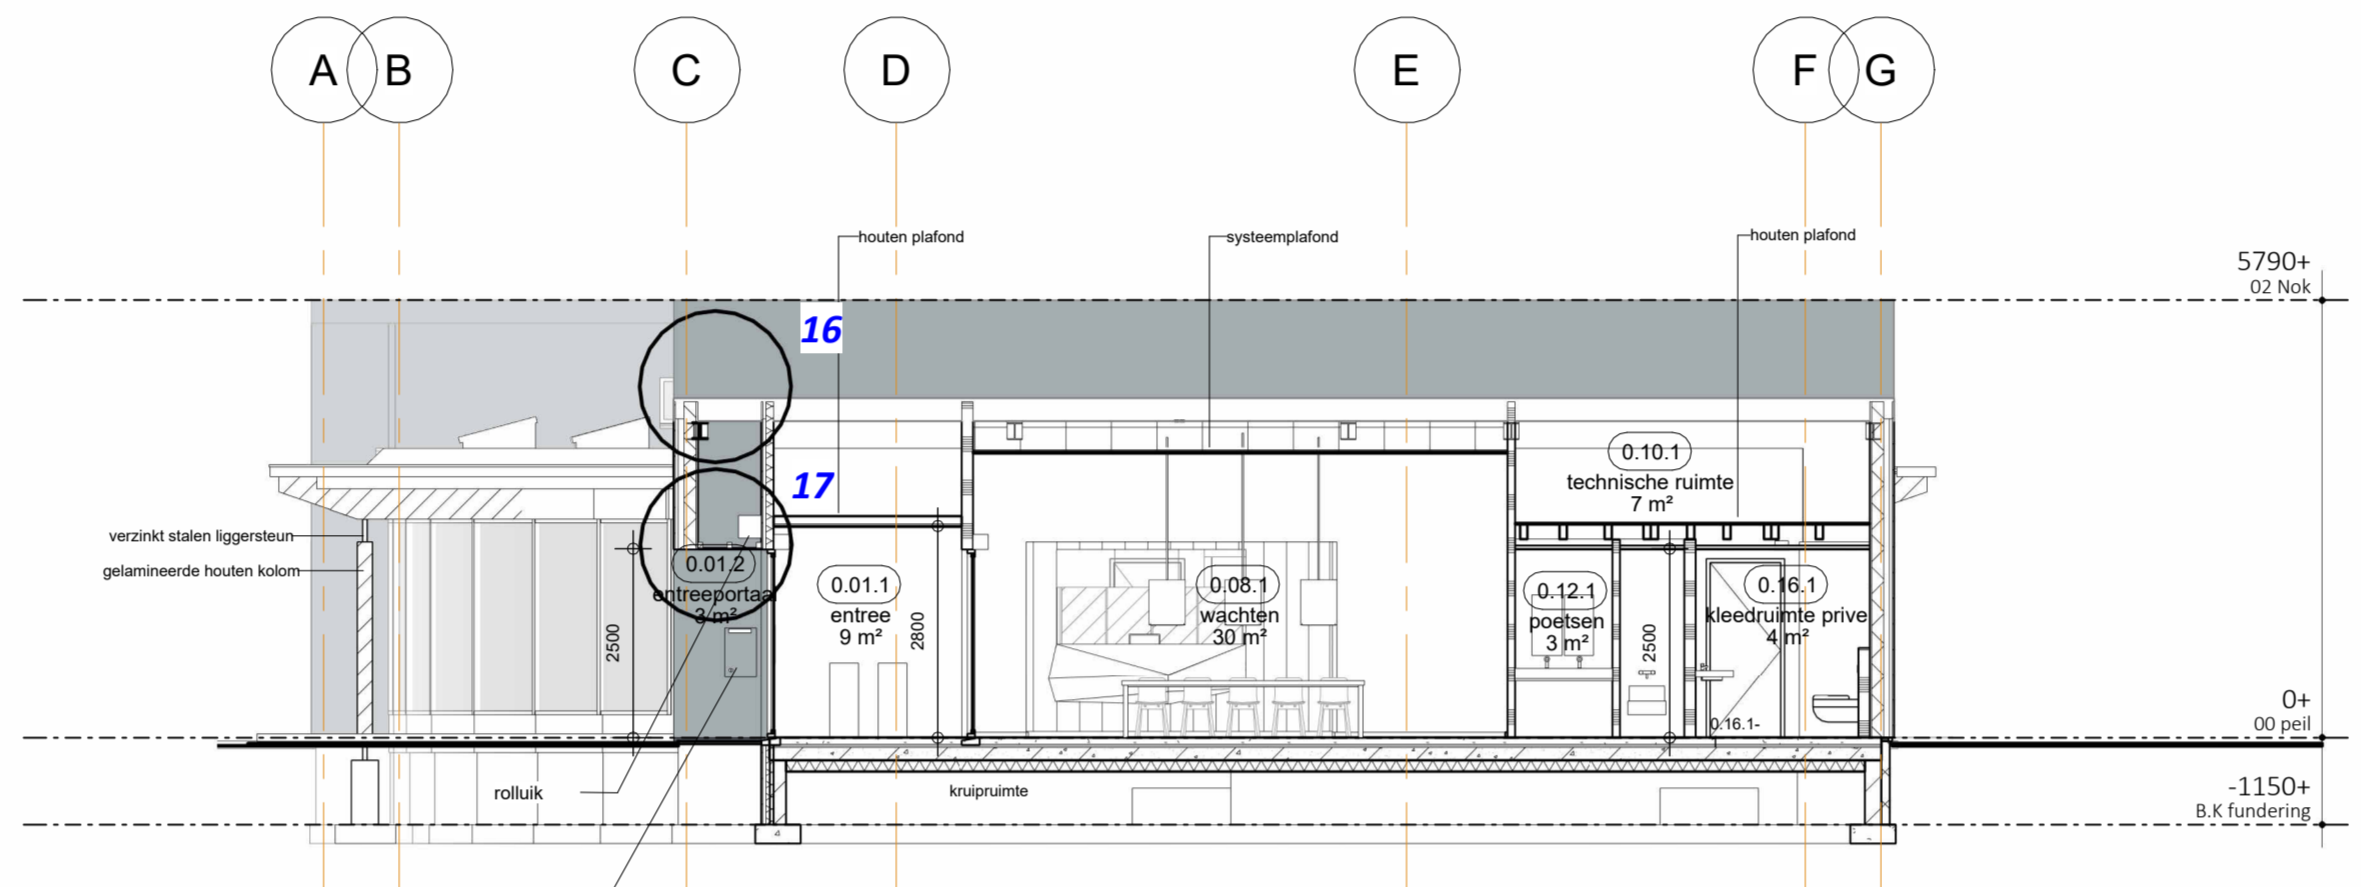 A B C D E F G
houten plafond
systeemplafond
houten plafond
5790+
02 Nok
16
17
0.10.1
technische ruimte
7 m²
verzinkt stalen liggersteun
gelamineerde houten kolom
0.01.2
entreeportaal
3 m²
0.01.1
entree
9 m²
0.08.1
wachten
30 m²
0.12.1
poetsen
3 m²
0.16.1
kleedruimte prive
4 m²
2500
2800
2500
0.16.1-
0+
00 peil
rolluik
kruipruimte
-1150+
B.K fundering